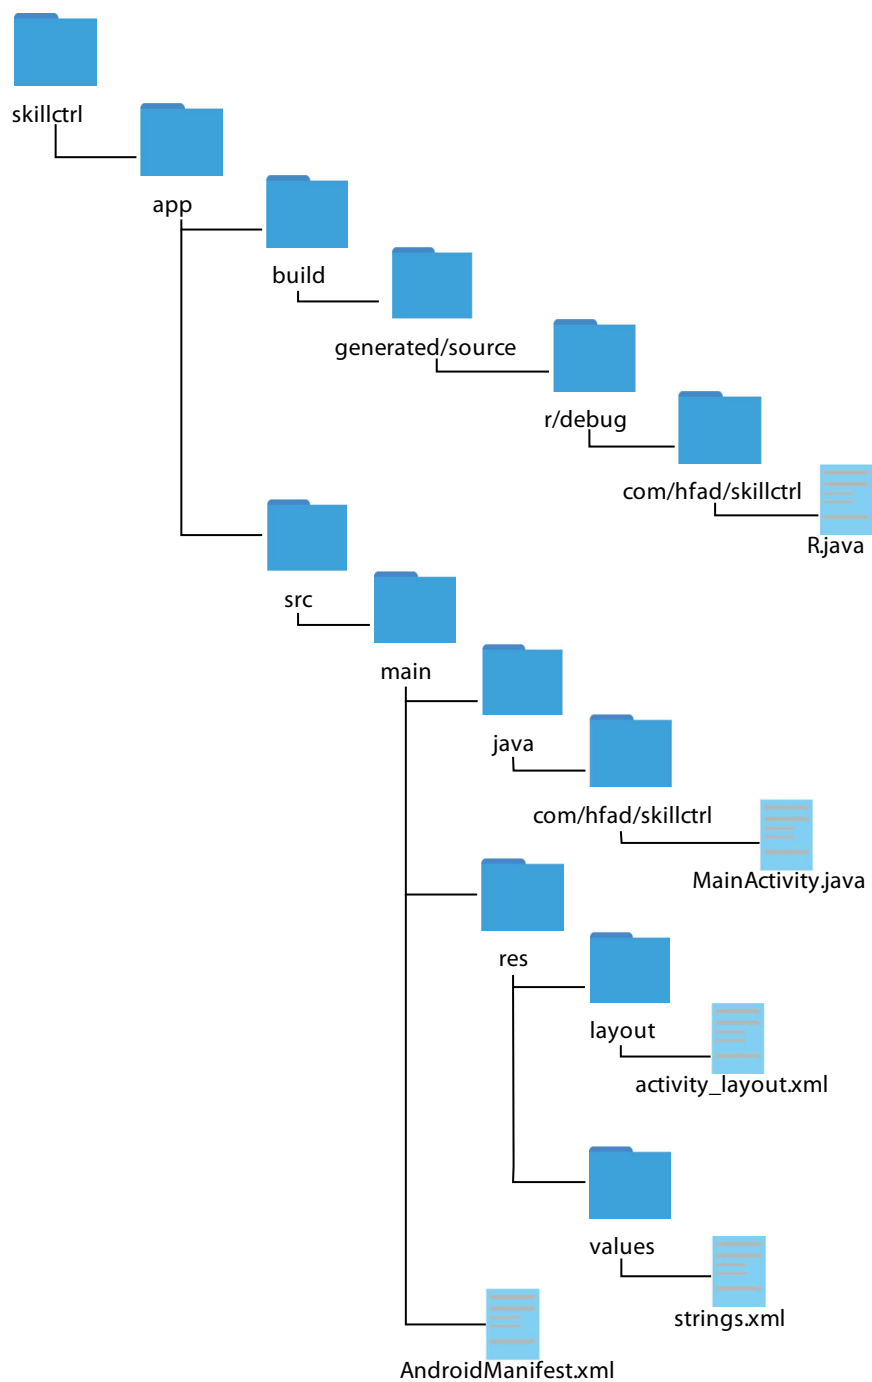 skillctrl
app
build
generated/source
r/debug
com/hfad/skillctrl
R.java
src
main
java
com/hfad/skillctrl
MainActivity.java
res
layout
activity_layout.xml
values
strings.xml
AndroidManifest.xml